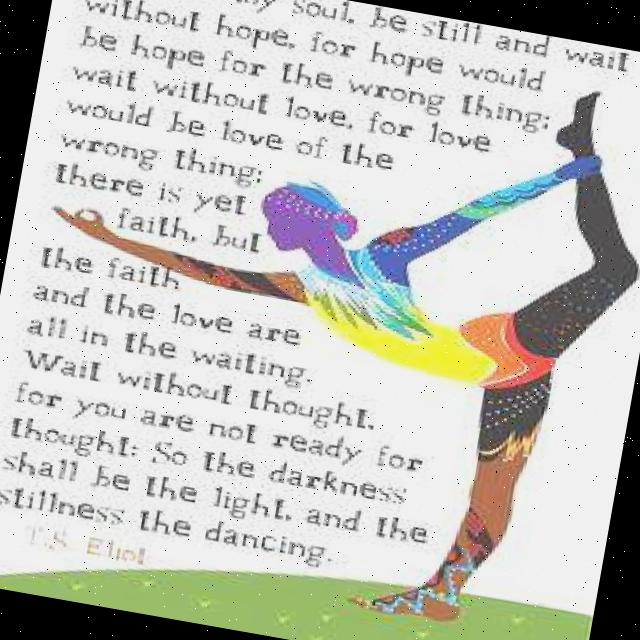 my soul, be still and wait
without hope, for hope would
be hope for the wrong thing;
wait without love, for love
would be love of the
wrong thing;
there is yet
faith, but
the faith
and the love are
all in the waiting.
Wait without thought,
for you are not ready for
thought: So the darkness
shall be the light, and the
stillness the dancing.
T.S. Eliot